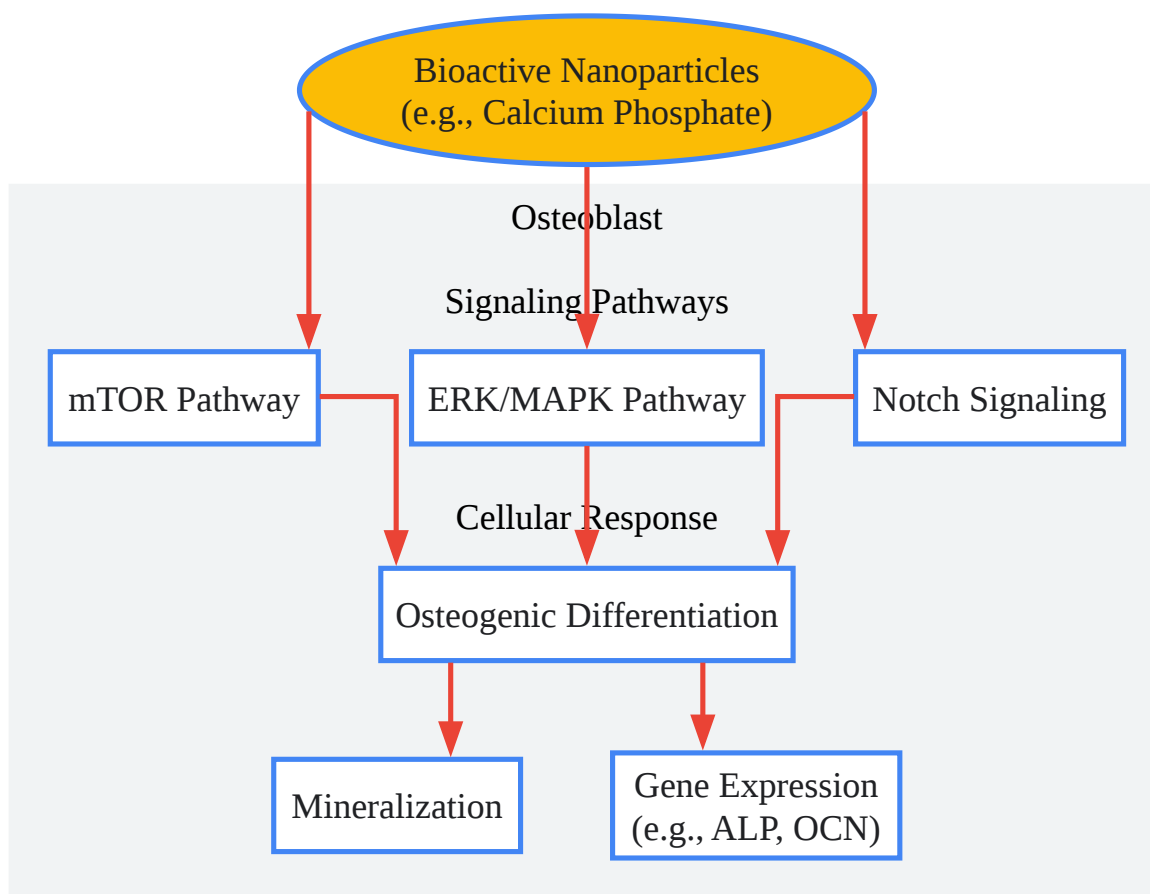 Bioactive Nanoparticles
(e.g., Calcium Phosphate)
Osteoblast
Signaling Pathways
mTOR Pathway
ERK/MAPK Pathway
Notch Signaling
Cellular Response
Osteogenic Differentiation
Mineralization
Gene Expression
(e.g., ALP, OCN)